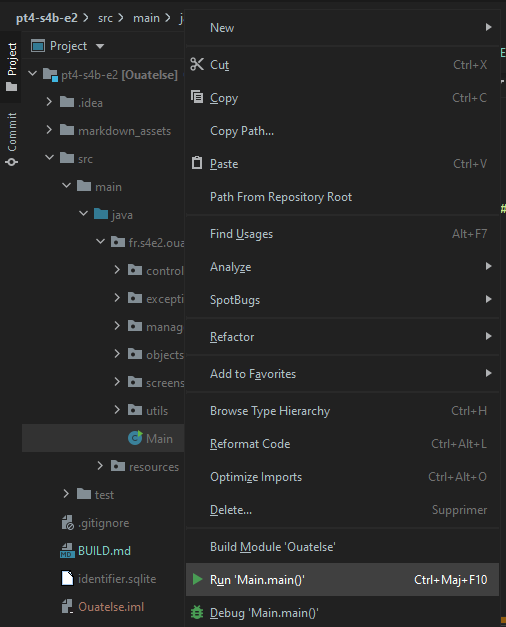 pt4-s4b-e2 > src > main > j
Project
Commit
Project
pt4-s4b-e2 [Ouatelse]
.idea
markdown_assets
src
main
java
fr.s4e2.oua
control
excepti
manag
objects
screen
utils
Main
resources
test
.gitignore
BUILD.md
identifier.sqlite
Ouatelse.iml
New
Cut Ctrl+X
Copy Ctrl+C
Copy Path...
Paste Ctrl+V
Path From Repository Root
Find Usages Alt+F7
Analyze
SpotBugs
Refactor
Add to Favorites
Browse Type Hierarchy Ctrl+H
Reformat Code Ctrl+Alt+L
Optimize Imports Ctrl+Alt+O
Delete... Supprimer
Build Module 'Ouatelse'
Run 'Main.main()' Ctrl+Maj+F10
Debug 'Main.main()'
E
#